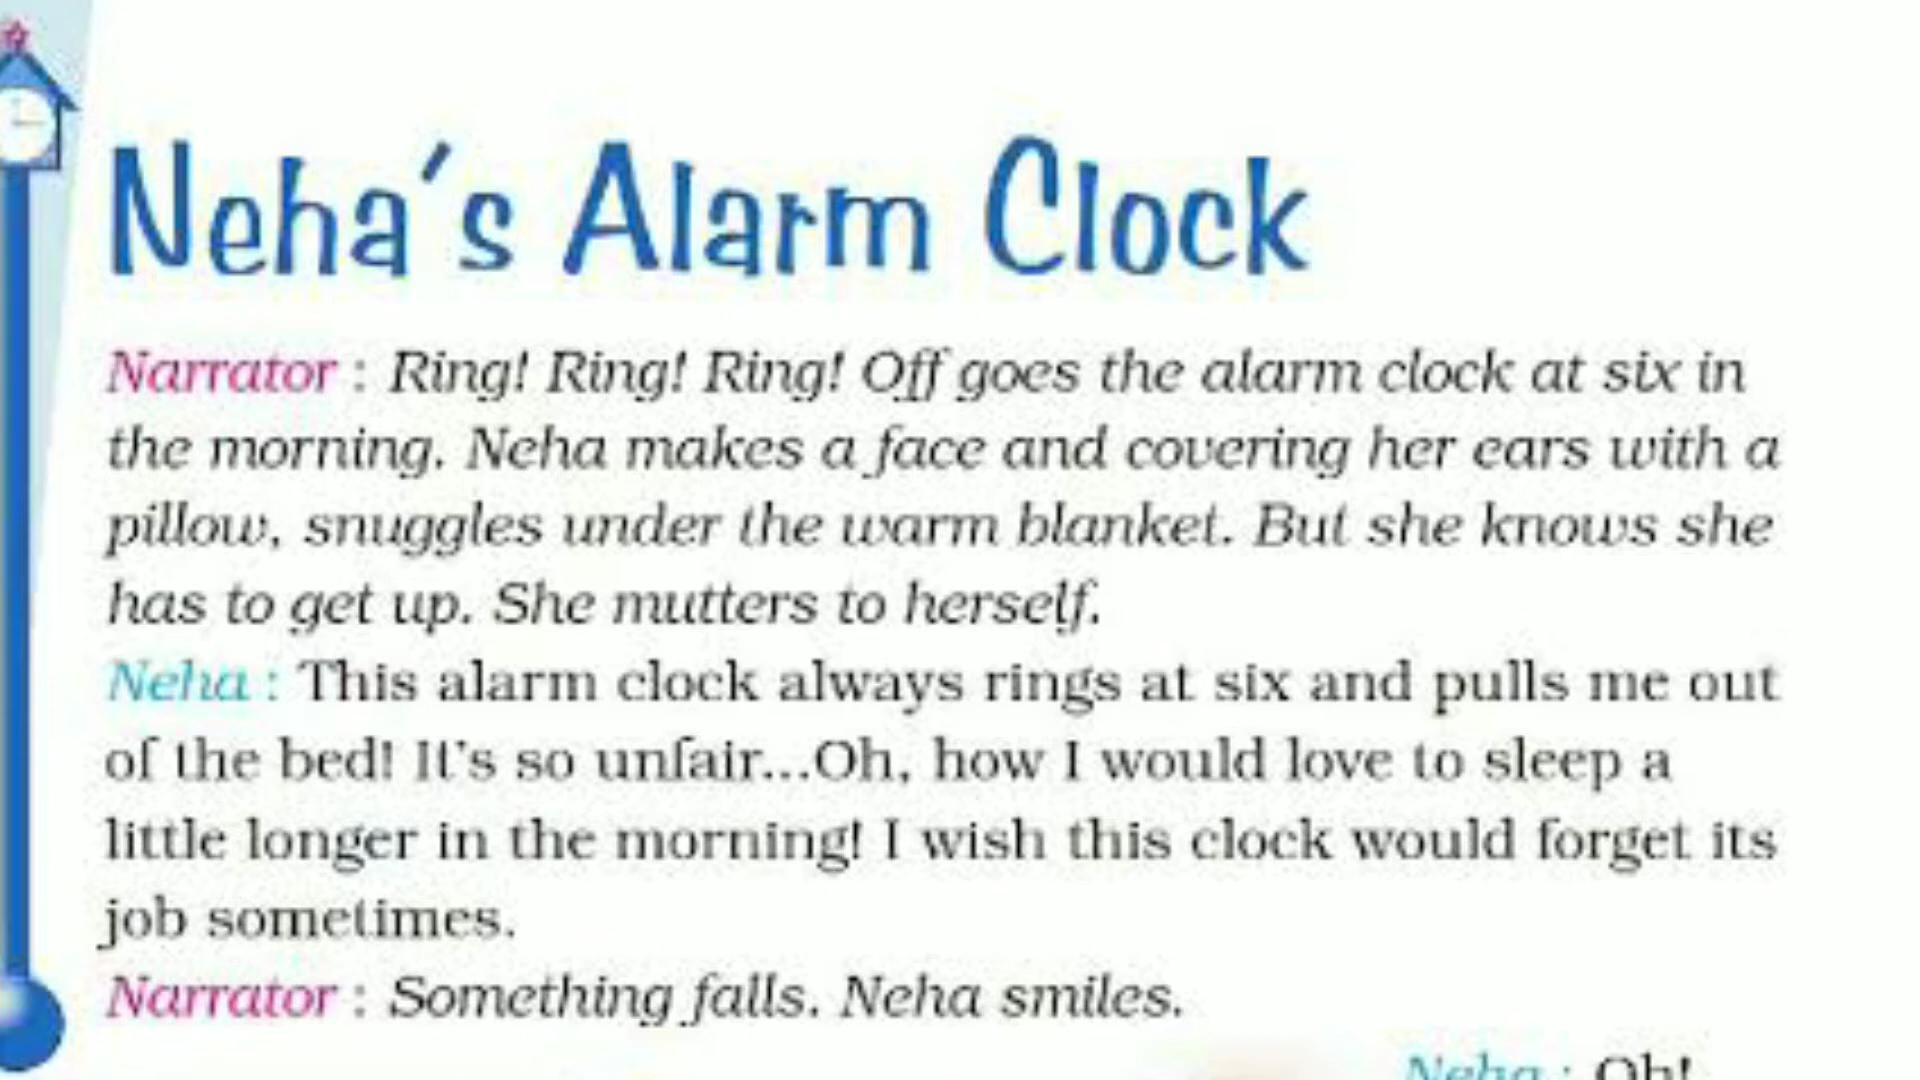 Neha's Alarm Clock
Narrator : Ring! Ring! Ring! Off goes the alarm clock at six in
the morning. Neha makes a face and covering her ears with a
pillow, snuggles under the warm blanket. But she knows she
has to get up. She mutters to herself.
Neha : This alarm clock always rings at six and pulls me out
of the bed! It's so unfair...Oh, how I would love to sleep a
little longer in the morning! I wish this clock would forget its
job sometimes.
Narrator : Something falls. Neha smiles.
Neha : Oh!